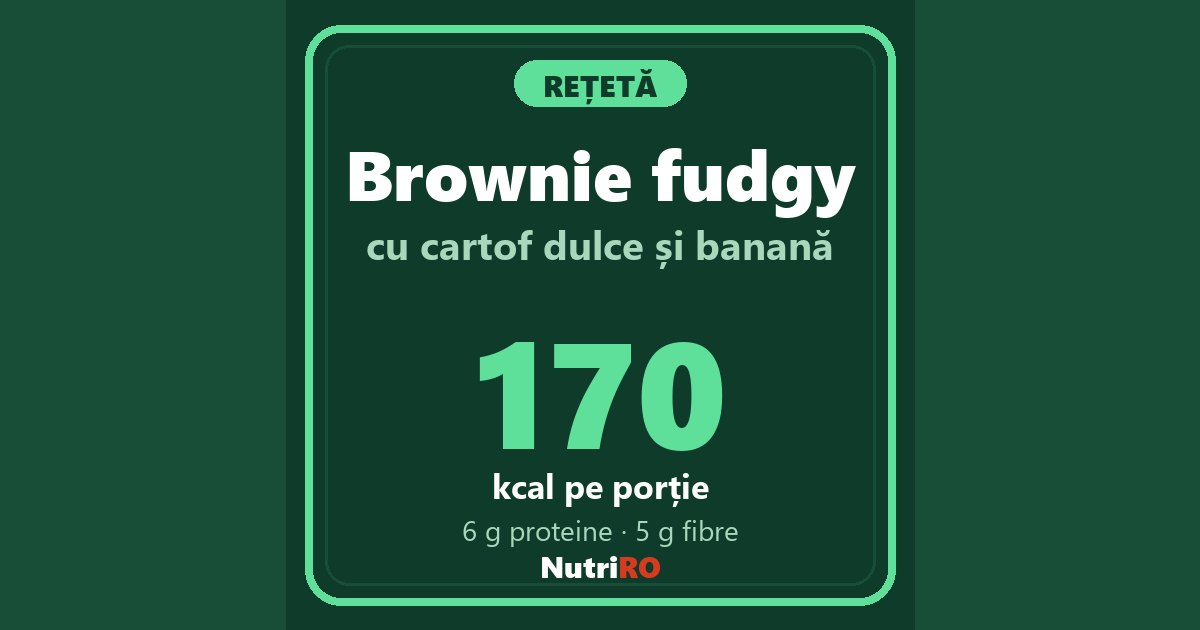 REȚETĂ
Brownie fudgy
cu cartof dulce și banană
170
kcal pe porție
6 g proteine · 5 g fibre
NutriRO